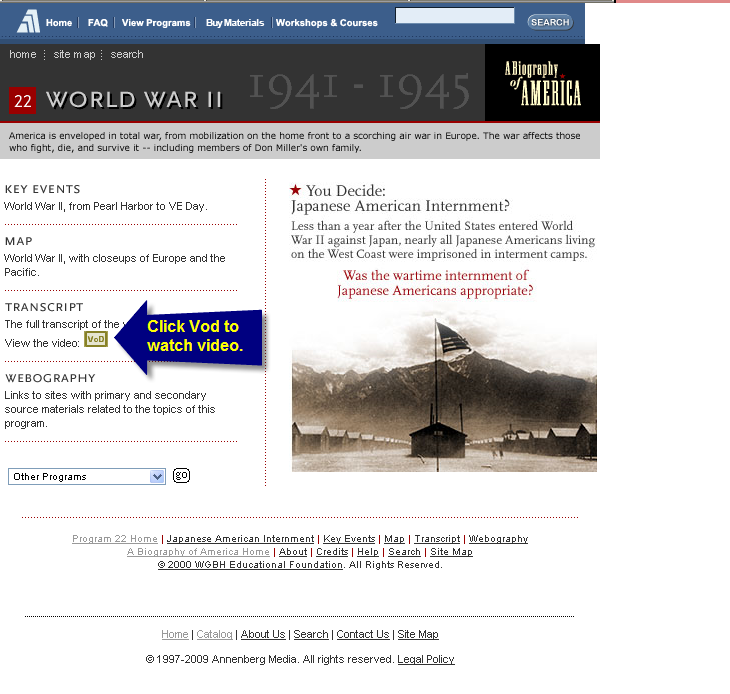 Home | FAQ | View Programs | Buy Materials | Workshops & Courses SEARCH
home site map search
22 WORLD WAR II 1941 - 1945
A Biography
of AMERICA
America is enveloped in total war, from mobilization on the home front to a scorching air war in Europe. The war affects those
who fight, die, and survive it -- including members of Don Miller's own family.
KEY EVENTS
World War II, from Pearl Harbor to VE Day.
MAP
World War II, with closeups of Europe and the
Pacific.
TRANSCRIPT
The full transcript of the
View the video: VoD
Click Vod to
watch video.
WEBOGRAPHY
Links to sites with primary and secondary
source materials related to the topics of this
program.
Other Programs go
You Decide:
Japanese American Internment?
Less than a year after the United States entered World
War II against Japan, nearly all Japanese Americans living
on the West Coast were imprisoned in interment camps.
Was the wartime internment of
Japanese Americans appropriate?
Program 22 Home | Japanese American Internment | Key Events | Map | Transcript | Webography
A Biography of America Home | About | Credits | Help | Search | Site Map
© 2000 WGBH Educational Foundation. All Rights Reserved.
Home | Catalog | About Us | Search | Contact Us | Site Map
© 1997-2009 Annenberg Media. All rights reserved. Legal Policy